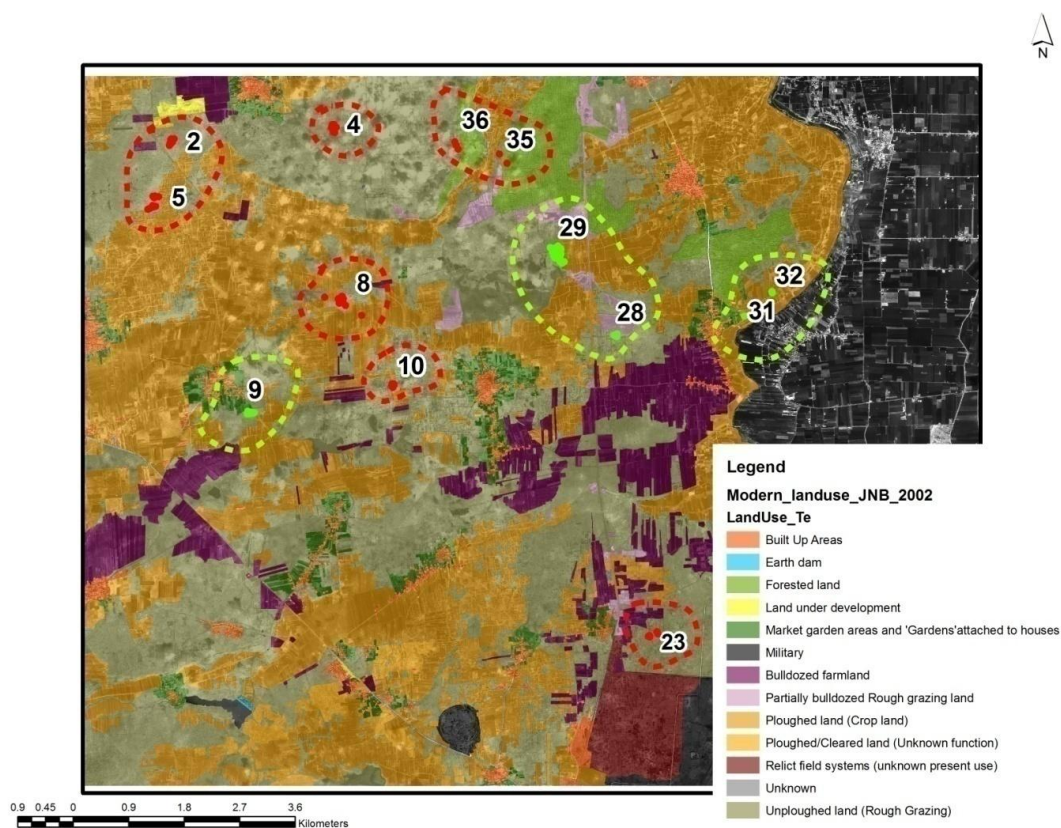 N
36
4
2
35
5
29
32
8
31
28
10
9
23
Legend
Modern_landuse_JNB_2002
LandUse_Te
Built Up Areas
Earth dam
Forested land
Land under development
Market garden areas and 'Gardens'attached to houses
Military
Bulldozed farmland
Partially bulldozed Rough grazing land
Ploughed land (Crop land)
Ploughed/Cleared land (Unknown function)
Relict field systems (unknown present use)
Unknown
Unploughed land (Rough Grazing)
0.9 0.45 0 0.9 1.8 2.7 3.6
Kilometers